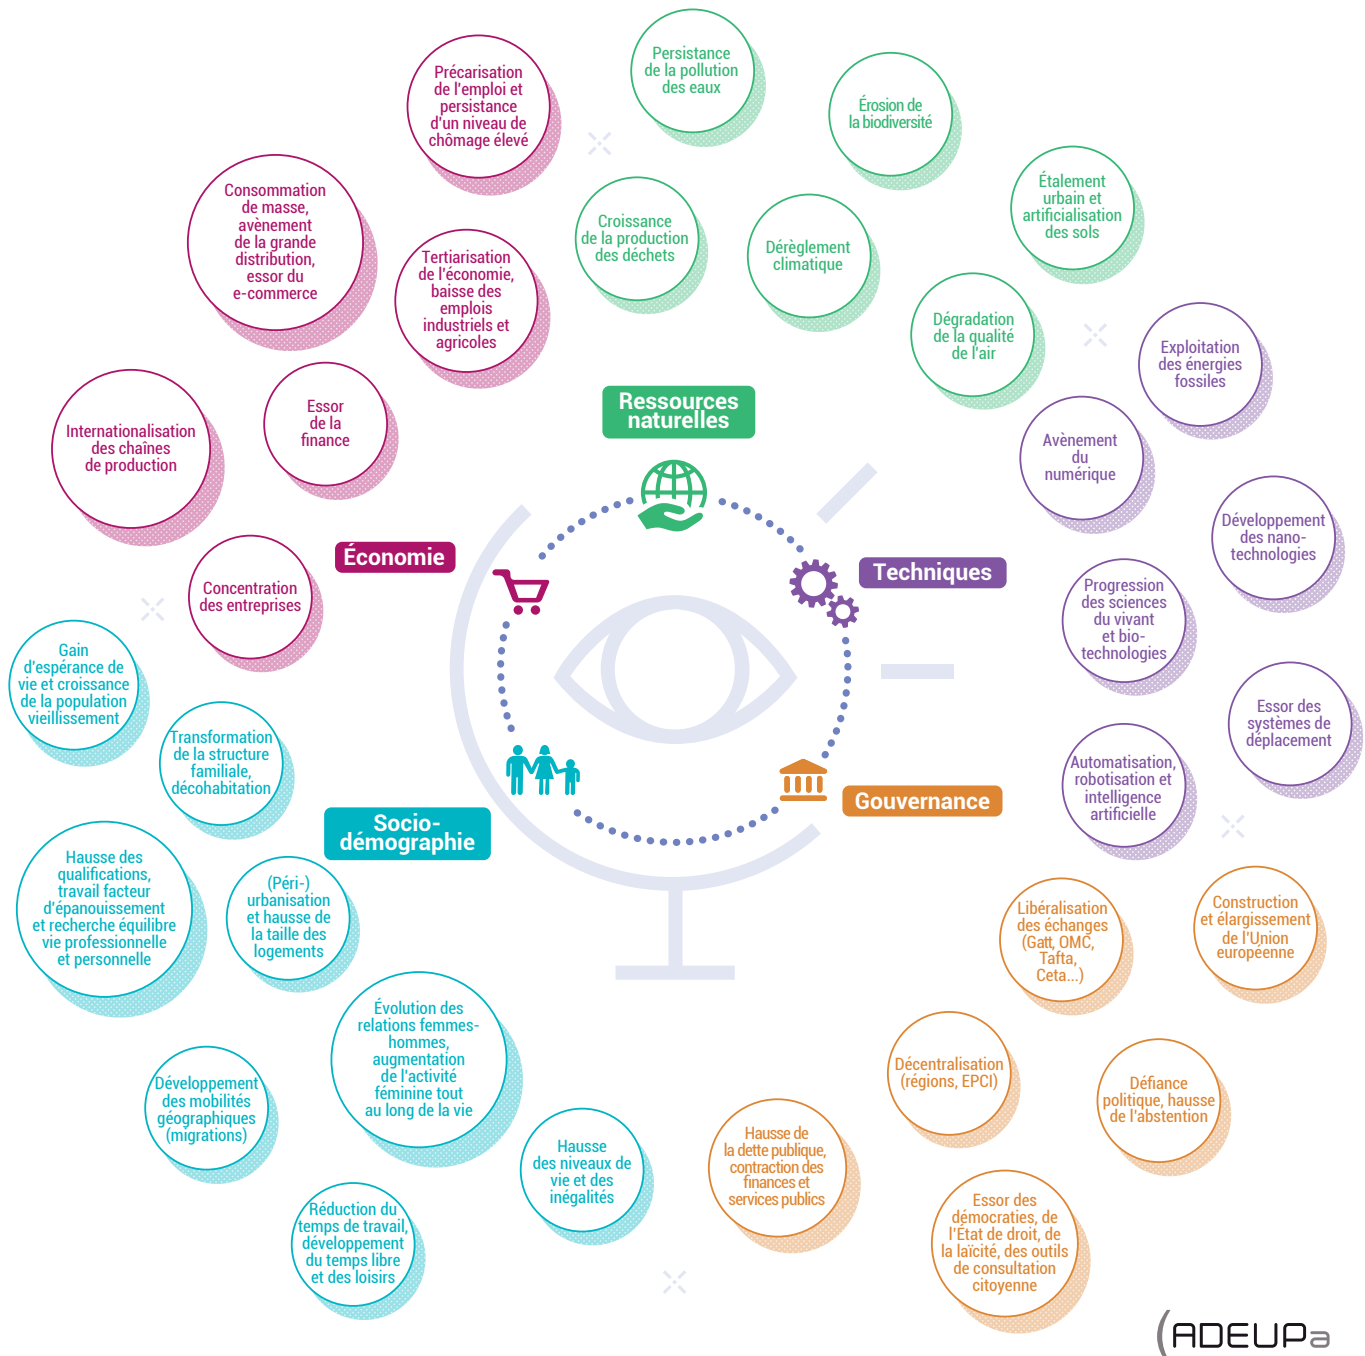 Précarisation
de l'emploi et
persistance
d'un niveau de
chômage élevé
Persistance
de la pollution
des eaux
Érosion de
la biodiversité
Consommation
de masse,
avènement
de la grande
distribution,
essor du
e-commerce
Tertiarisation
de l'économie,
baisse des
emplois
industriels et
agricoles
Croissance
de la production
des déchets
Dérèglement
climatique
Étalement
urbain et
artificialisation
des sols
Dégradation
de la qualité
de l'air
Internationalisation
des chaînes
de production
Essor
de la
finance
Concentration
des entreprises
Économie
Ressources
naturelles
Techniques
Exploitation
des énergies
fossiles
Avènement
du
numérique
Développement
des nano-
technologies
Progression
des sciences
du vivant
et bio-
technologies
Essor des
systèmes de
déplacement
Automatisation,
robotisation et
intelligence
artificielle
Gain
d'espérance de
vie et croissance
de la population
vieillissement
Transformation
de la structure
familiale,
décohabitation
Socio-
démographie
Gouvernance
Hausse des
qualifications,
travail facteur
d'épanouissement
et recherche équilibre
vie professionnelle
et personnelle
(Péri-)
urbanisation
et hausse de
la taille des
logements
Évolution des
relations femmes-
hommes,
augmentation
de l'activité
féminine tout
au long de la vie
Développement
des mobilités
géographiques
(migrations)
Réduction du
temps de travail,
développement
du temps libre
et des loisirs
Hausse
des niveaux de
vie et des
inégalités
Libéralisation
des échanges
(Gatt, OMC,
Tafta,
Ceta...)
Construction
et élargissement
de l'Union
européenne
Décentralisation
(régions, EPCI)
Défiance
politique, hausse
de l'abstention
Hausse de
la dette publique,
contraction des
finances et
services publics
Essor des
démocraties, de
l'État de droit, de
la laïcité, des outils
de consultation
citoyenne
(ADEUPa